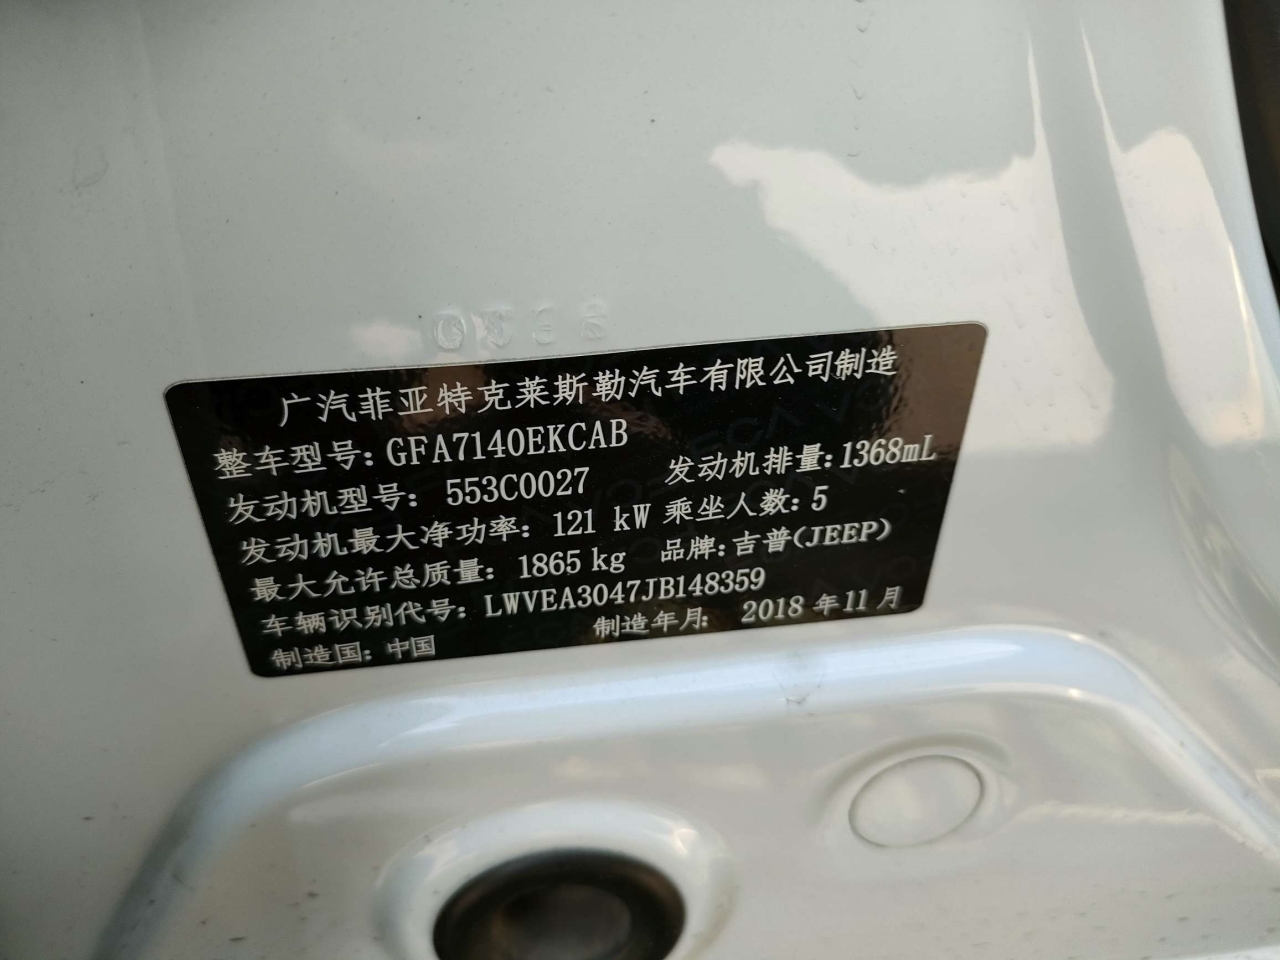 广汽菲亚特克莱斯勒汽车有限公司制造
整车型号: GFA7140EKCAB
发动机型号: 553C0027 发动机排量: 1368mL
发动机最大净功率: 121 kW 乘坐人数: 5
最大允许总质量: 1865 kg 品牌: 吉普(JEEP)
车辆识别代号: LWVEA3047JB148359
制造国: 中国 制造年月: 2018 年 11 月